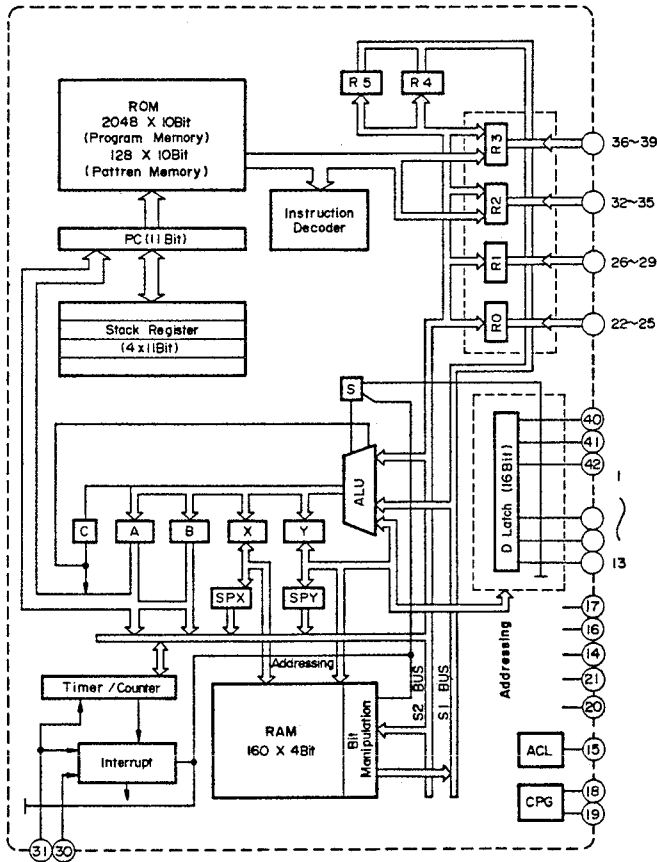 R5
R4
ROM
2048 X 10Bit
(Program Memory)
128 X 10Bit
(Pattren Memory)
R3
36~39
R2
32~35
Instruction
Decoder
PC (11 Bit)
R1
26~29
Stack Register
(4x11Bit)
R0
22~25
S
40
41
42
1
ALU
D Latch (16Bit)
C
A
B
X
Y
13
SPX
SPY
17
16
14
21
20
Addressing
Addressing
Timer/Counter
S2 BUS
S1 BUS
RAM
160 X 4Bit
Bit
Manipulation
Interrupt
ACL
15
CPG
18
19
31
30